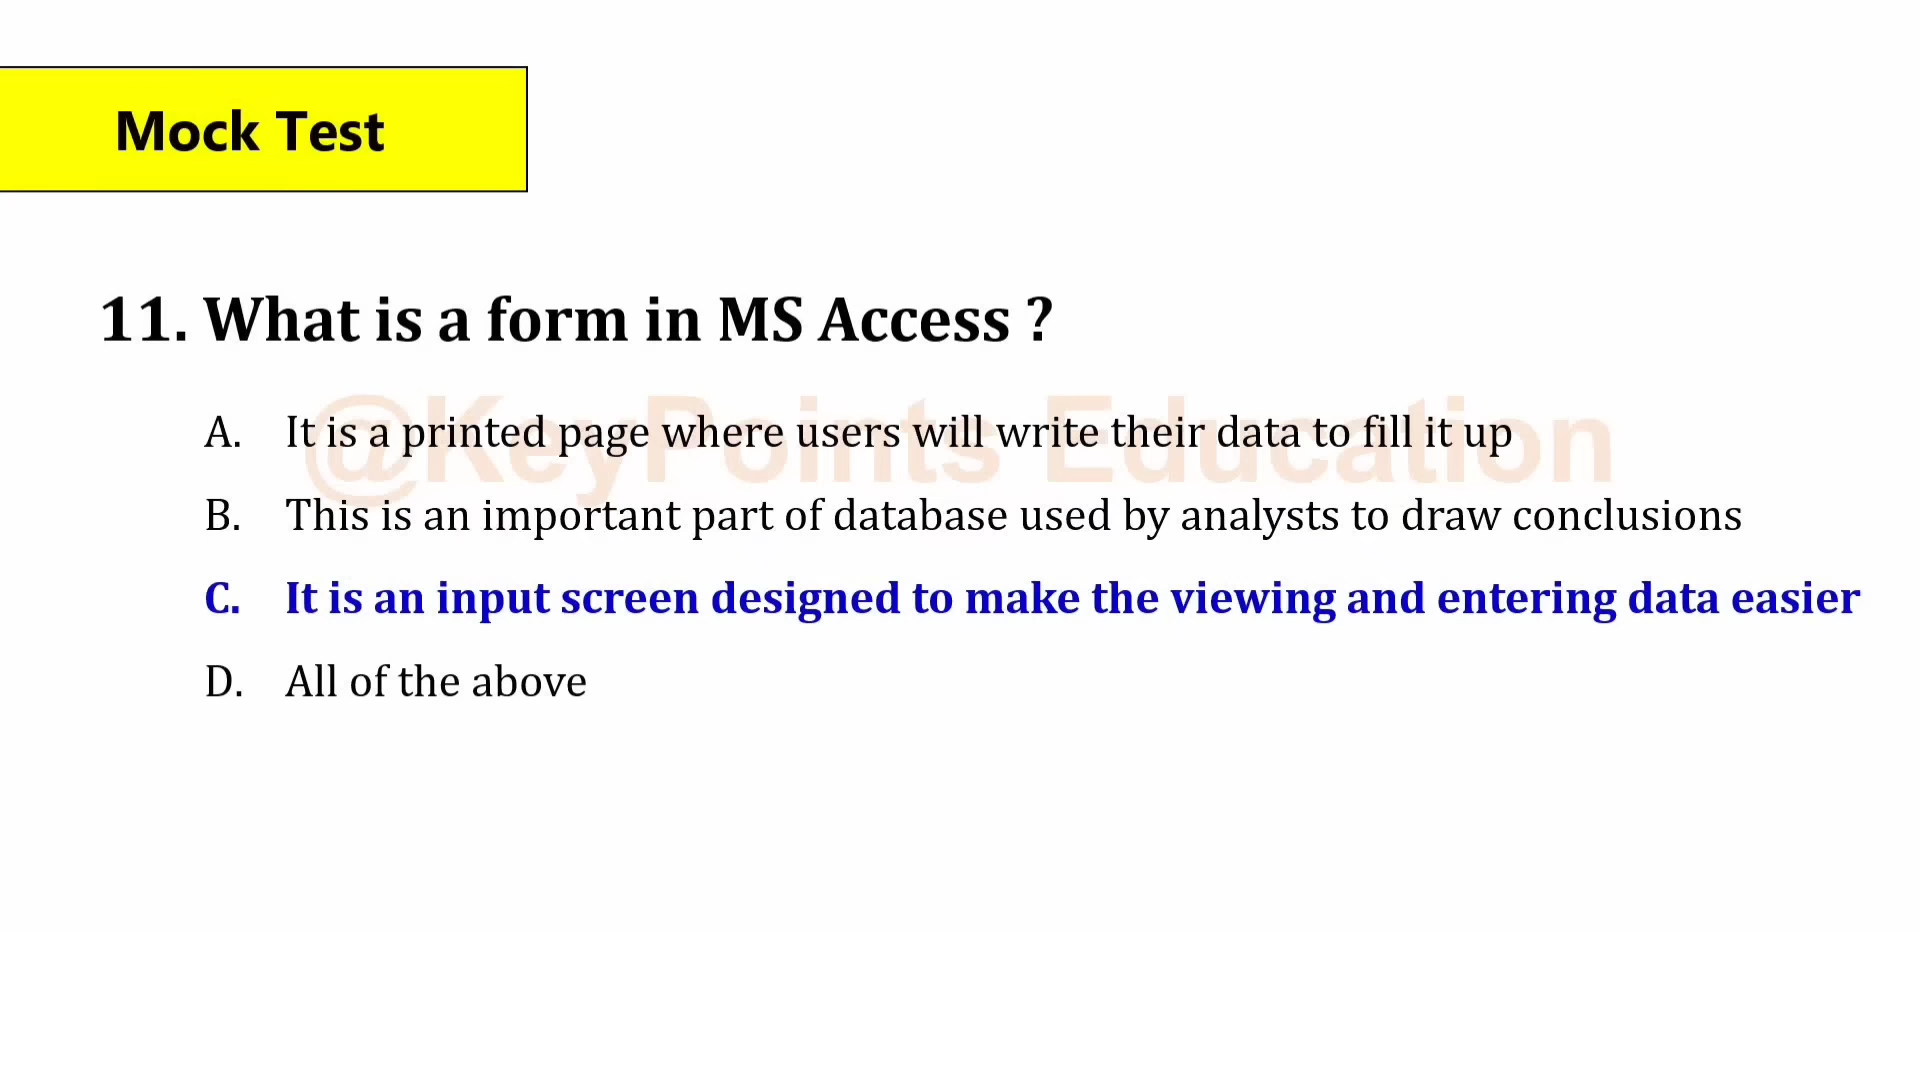 Mock Test
11. What is a form in MS Access ?
@KeyPoints Education
A. It is a printed page where users will write their data to fill it up
B. This is an important part of database used by analysts to draw conclusions
C. It is an input screen designed to make the viewing and entering data easier
D. All of the above